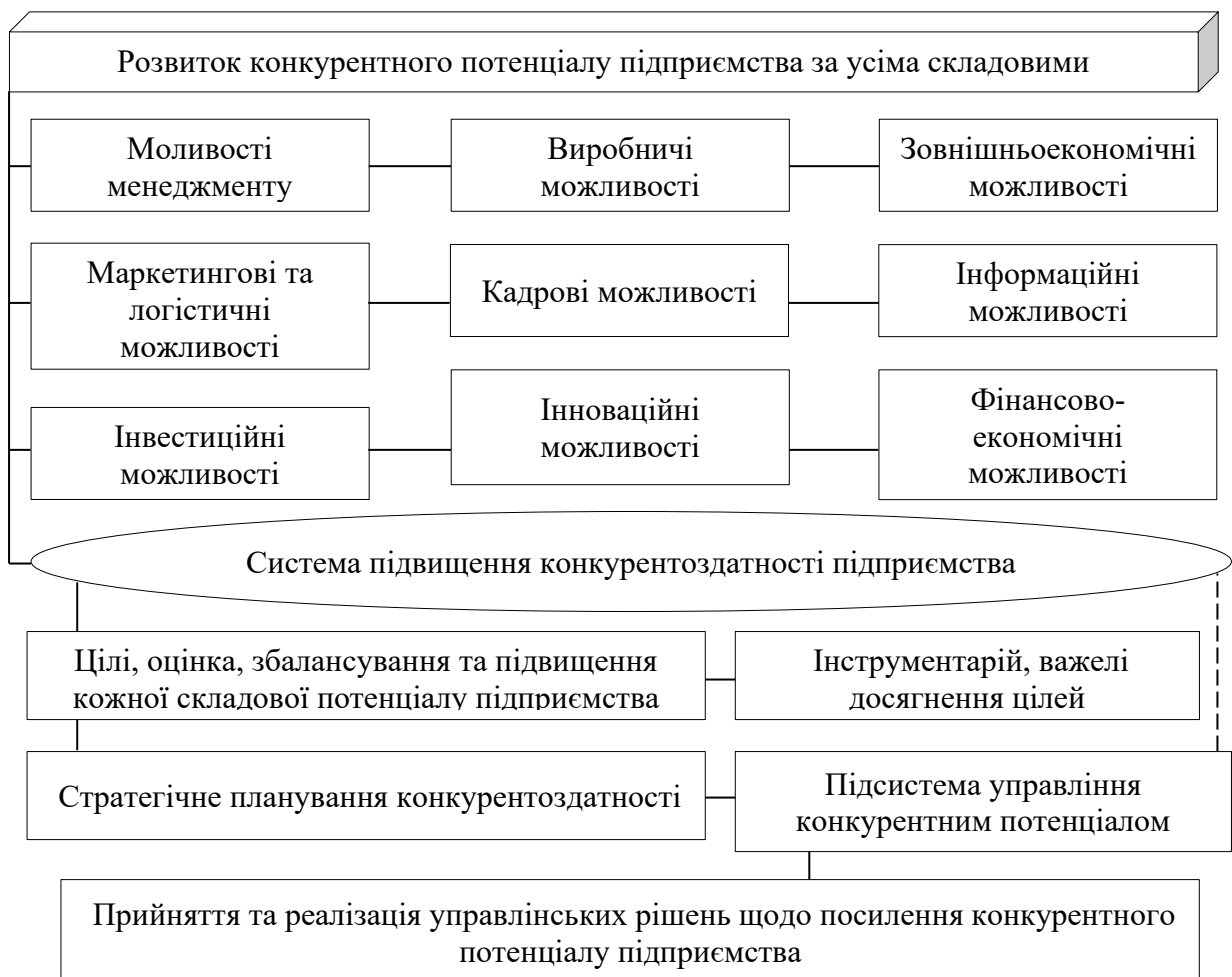 Розвиток конкурентного потенціалу підприємства за усіма складовими
Моливості
менеджменту
Виробничі
можливості
Зовнішньоекономічні
можливості
Маркетингові та
логістичні
можливості
Кадрові можливості
Інформаційні
можливості
Інвестиційні
можливості
Інноваційні
можливості
Фінансово-
економічні
можливості
Система підвищення конкурентоздатності підприємства
Цілі, оцінка, збалансування та підвищення
кожної складової потенціалу підприємства
Інструментарій, важелі
досягнення цілей
Стратегічне планування конкурентоздатності
Підсистема управління
конкурентним потенціалом
Прийняття та реалізація управлінських рішень щодо посилення конкурентного
потенціалу підприємства